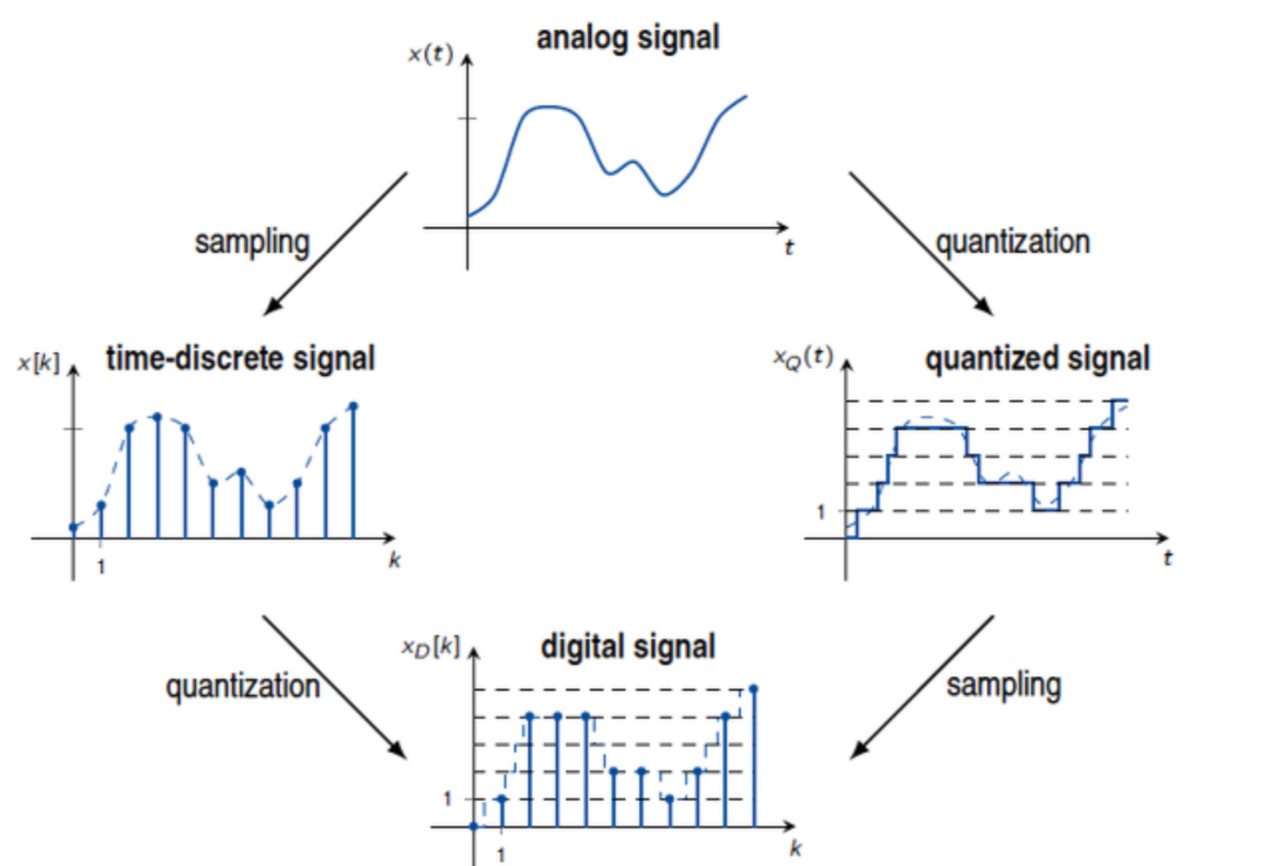 analog signal
x(t)
t
sampling
quantization
x[k]
time-discrete signal
1
k
x_Q(t)
quantized signal
1
t
quantization
sampling
x_D[k]
digital signal
1
1
k